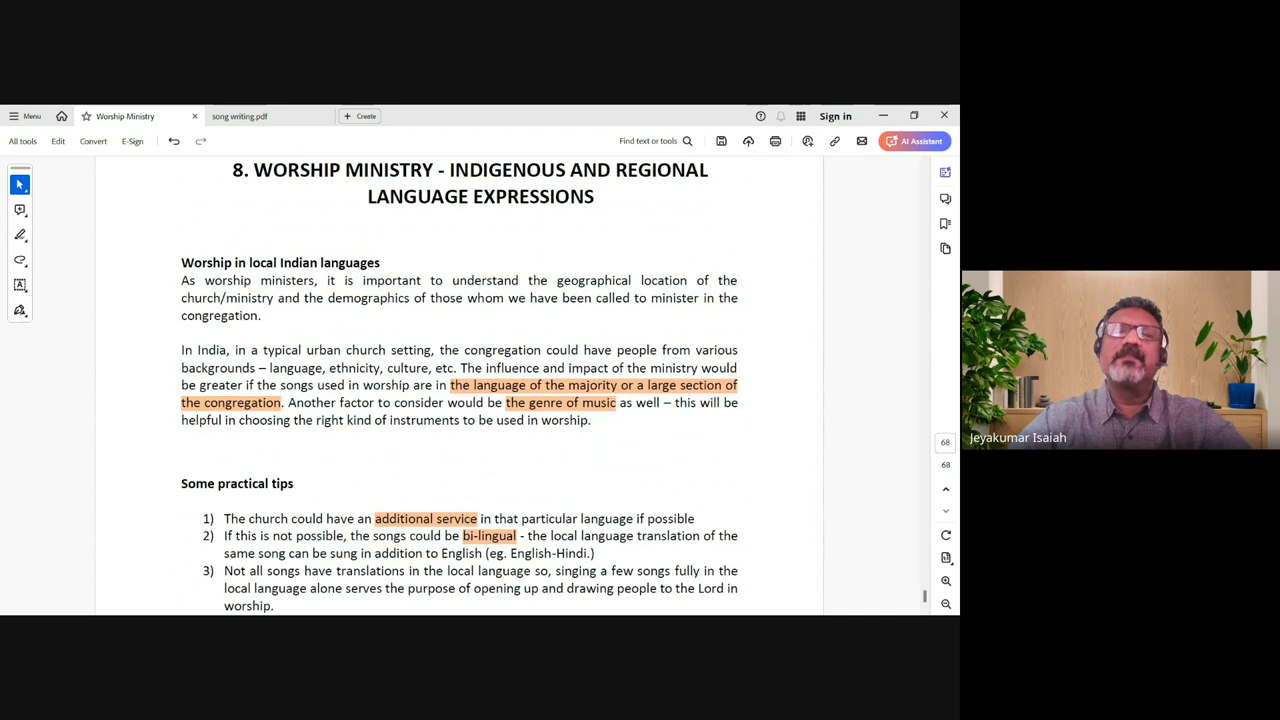 Menu
Worship Ministry
song writing.pdf
Create
Sign in
All tools
Edit
Convert
E-Sign
Find text or tools
AI Assistant
8. WORSHIP MINISTRY - INDIGENOUS AND REGIONAL
LANGUAGE EXPRESSIONS
Worship in local Indian languages
As worship ministers, it is important to understand the geographical location of the
church/ministry and the demographics of those whom we have been called to minister in the
congregation.
In India, in a typical urban church setting, the congregation could have people from various
backgrounds – language, ethnicity, culture, etc. The influence and impact of the ministry would
be greater if the songs used in worship are in the language of the majority or a large section of
the congregation. Another factor to consider would be the genre of music as well – this will be
helpful in choosing the right kind of instruments to be used in worship.
Some practical tips
1) The church could have an additional service in that particular language if possible
2) If this is not possible, the songs could be bi-lingual - the local language translation of the
same song can be sung in addition to English (eg. English-Hindi.)
3) Not all songs have translations in the local language so, singing a few songs fully in the
local language alone serves the purpose of opening up and drawing people to the Lord in
worship.
68
68
Jeyakumar Isaiah